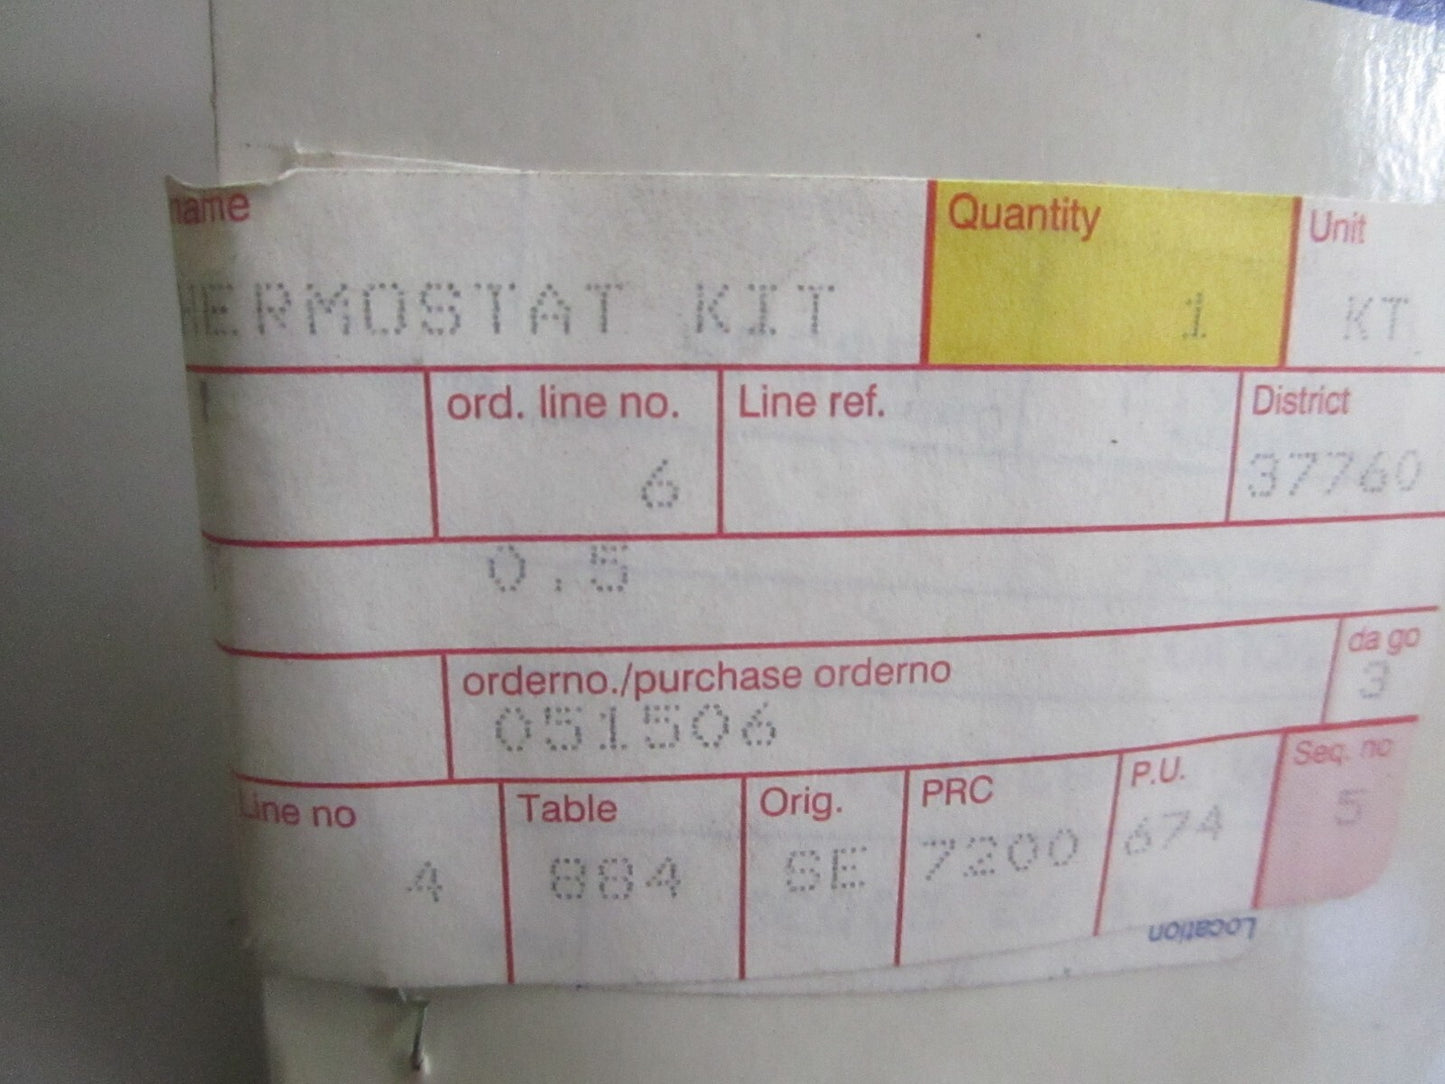 name Quantity Unit
HERMOSTAT KIT 1 KT
ord. line no. Line ref. District
6 37760
0.5
orderno./purchase orderno da go
051506 3
Line no Table Orig. PRC P.U. Seq. no
4 884 SE 7200 674 5
Location